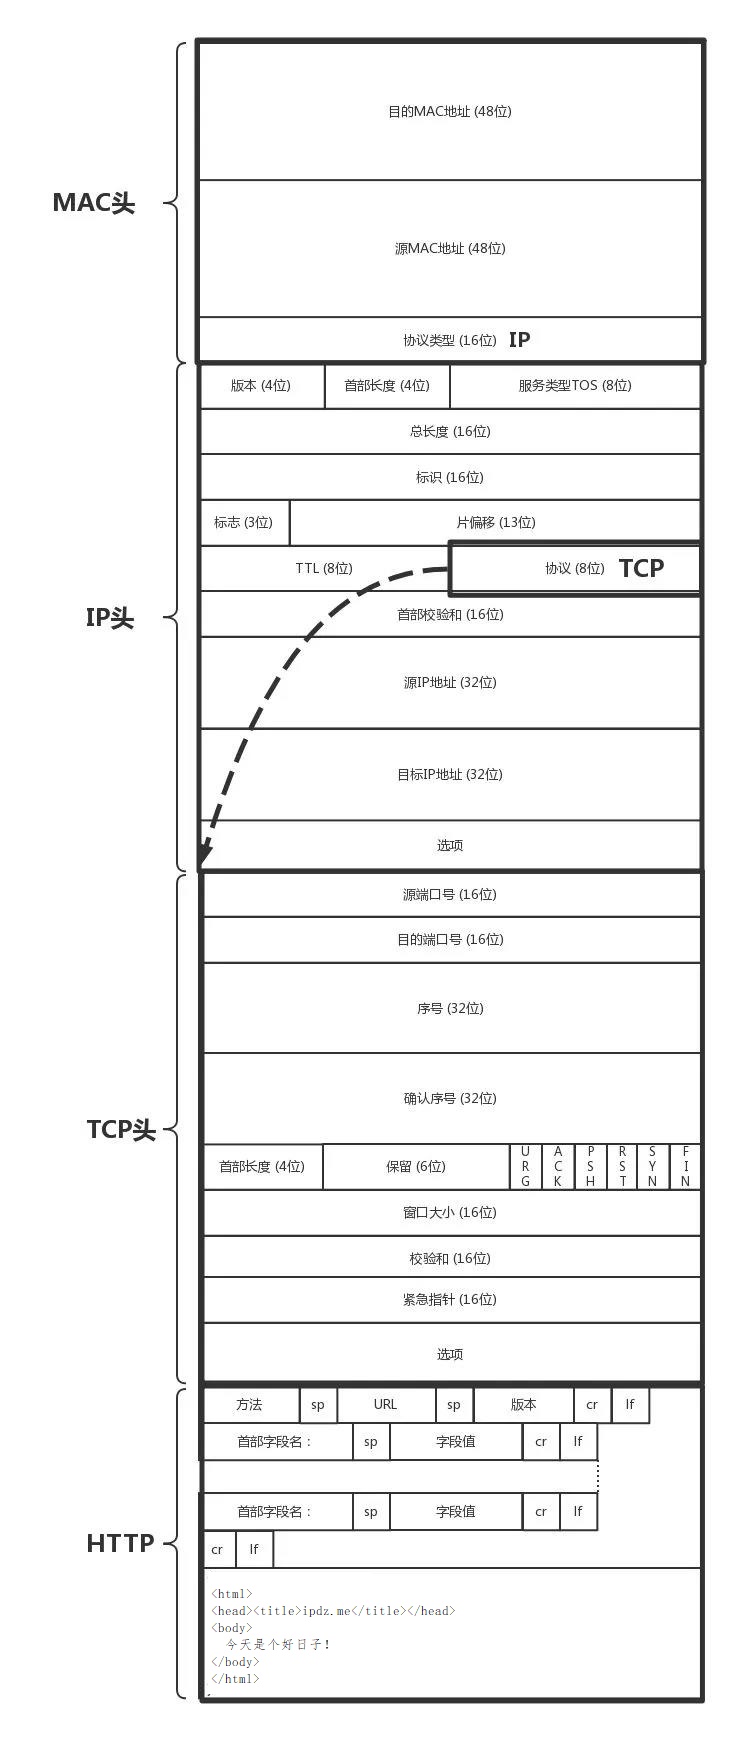 目的MAC地址 (48位)
MAC头
源MAC地址 (48位)
协议类型 (16位) IP
版本 (4位) 首部长度 (4位) 服务类型TOS (8位)
总长度 (16位)
标识 (16位)
标志 (3位) 片偏移 (13位)
TTL (8位) 协议 (8位) TCP
IP头
首部校验和 (16位)
源IP地址 (32位)
目标IP地址 (32位)
选项
源端口号 (16位)
目的端口号 (16位)
序号 (32位)
确认序号 (32位)
TCP头
首部长度 (4位) 保留 (6位) URG ACK PSH RST SYN FIN
窗口大小 (16位)
校验和 (16位)
紧急指针 (16位)
选项
方法 sp URL sp 版本 cr lf
首部字段名： sp 字段值 cr lf
首部字段名： sp 字段值 cr lf
HTTP
cr lf
<html>
<head><title>ipdz.me</title></head>
<body>
今天是个好日子！
</body>
</html>